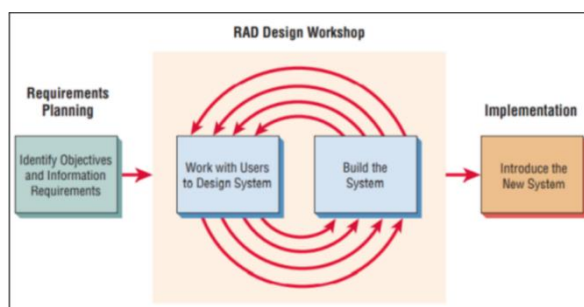 RAD Design Workshop
Requirements
Planning
Identify Objectives
and Information
Requirements
Work with Users
to Design System
Build the
System
Implementation
Introduce the
New System